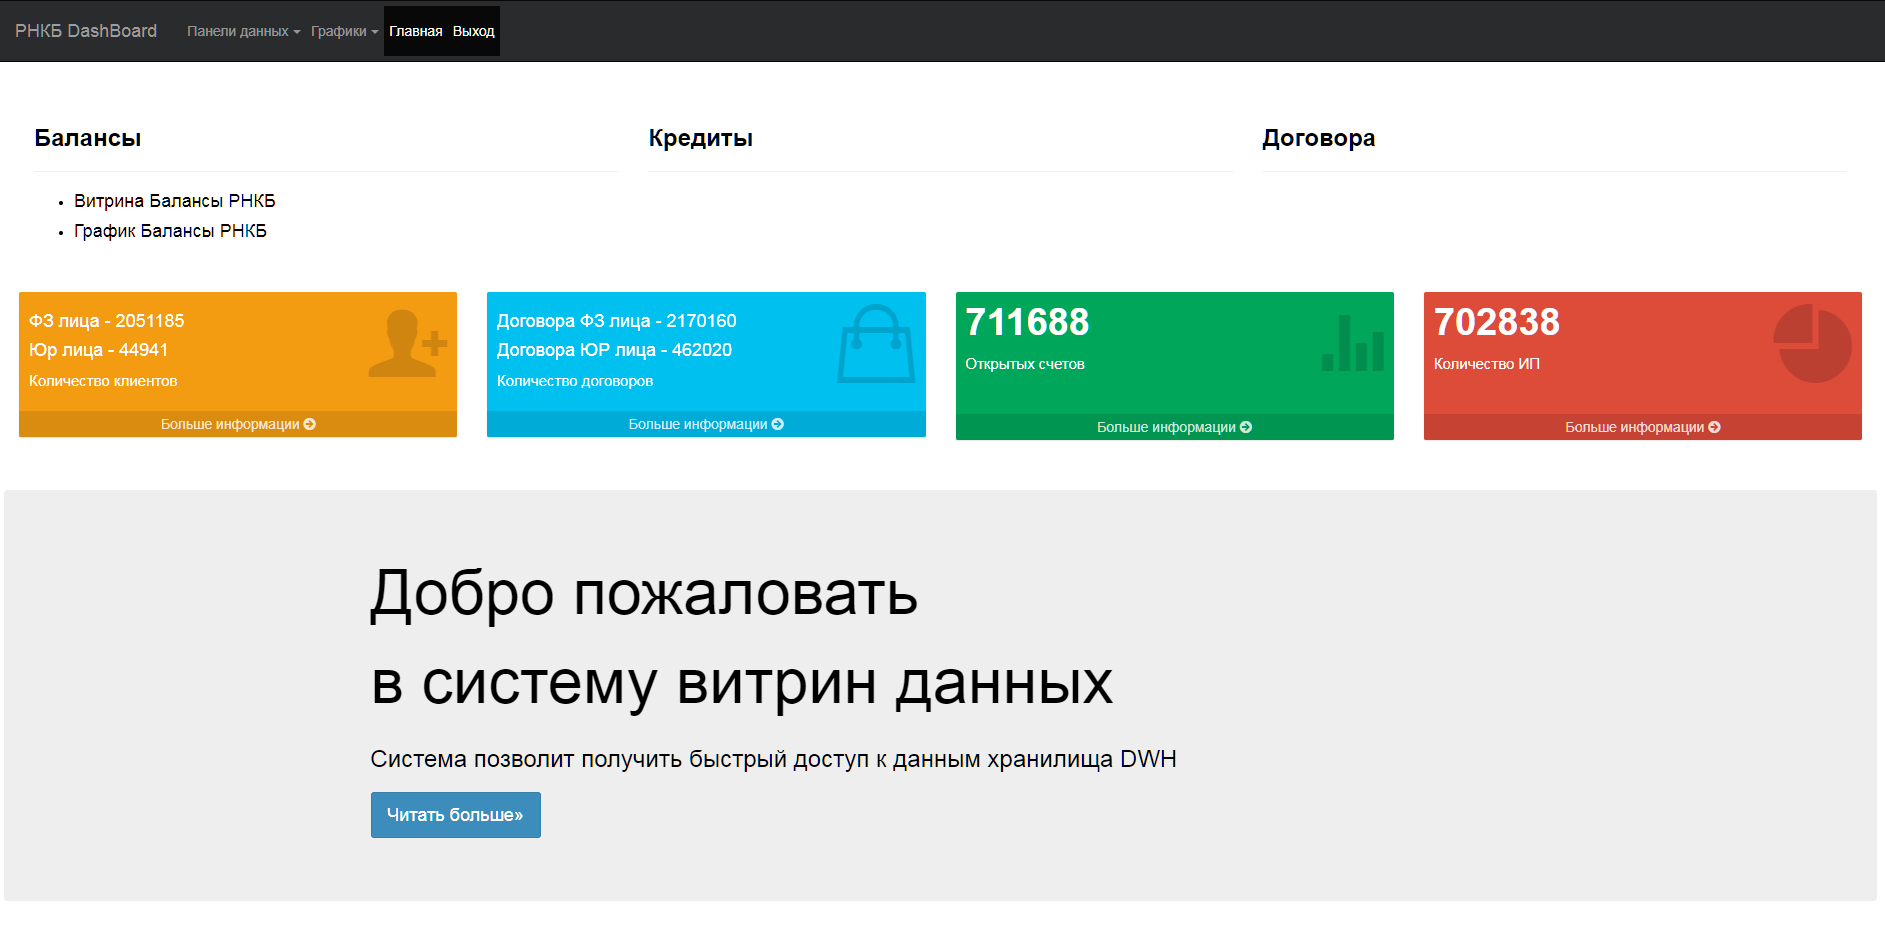 РНКБ DashBoard Панели данных Графики Главная Выход
Балансы
Витрина Балансы РНКБ
График Балансы РНКБ
Кредиты
Договора
ФЗ лица - 2051185
Юр лица - 44941
Количество клиентов
Больше информации
Договора ФЗ лица - 2170160
Договора ЮР лица - 462020
Количество договоров
Больше информации
711688
Открытых счетов
Больше информации
702838
Количество ИП
Больше информации
Добро пожаловать
в систему витрин данных
Система позволит получить быстрый доступ к данным хранилища DWH
Читать больше»